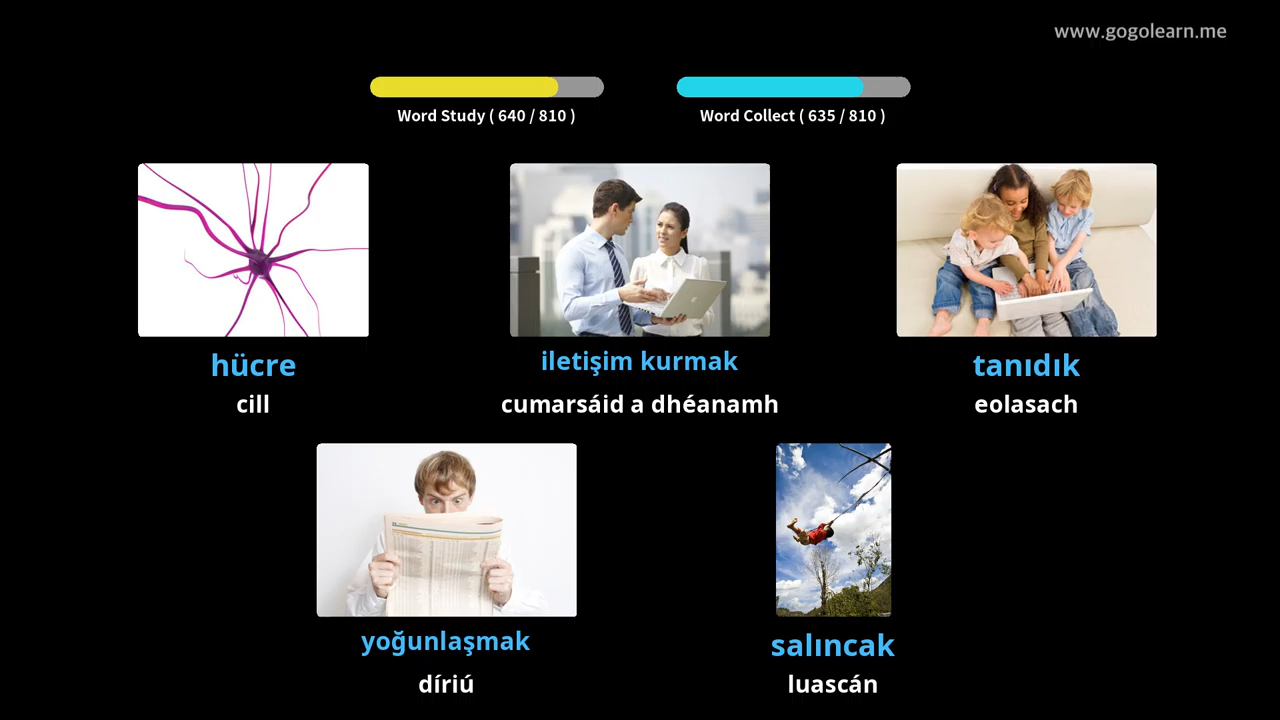 www.gogolearn.me
Word Study ( 640 / 810 )
Word Collect ( 635 / 810 )
hücre
cill
iletişim kurmak
cumarsáid a dhéanamh
tanıdık
eolasach
yoğunlaşmak
díriú
salıncak
luascán